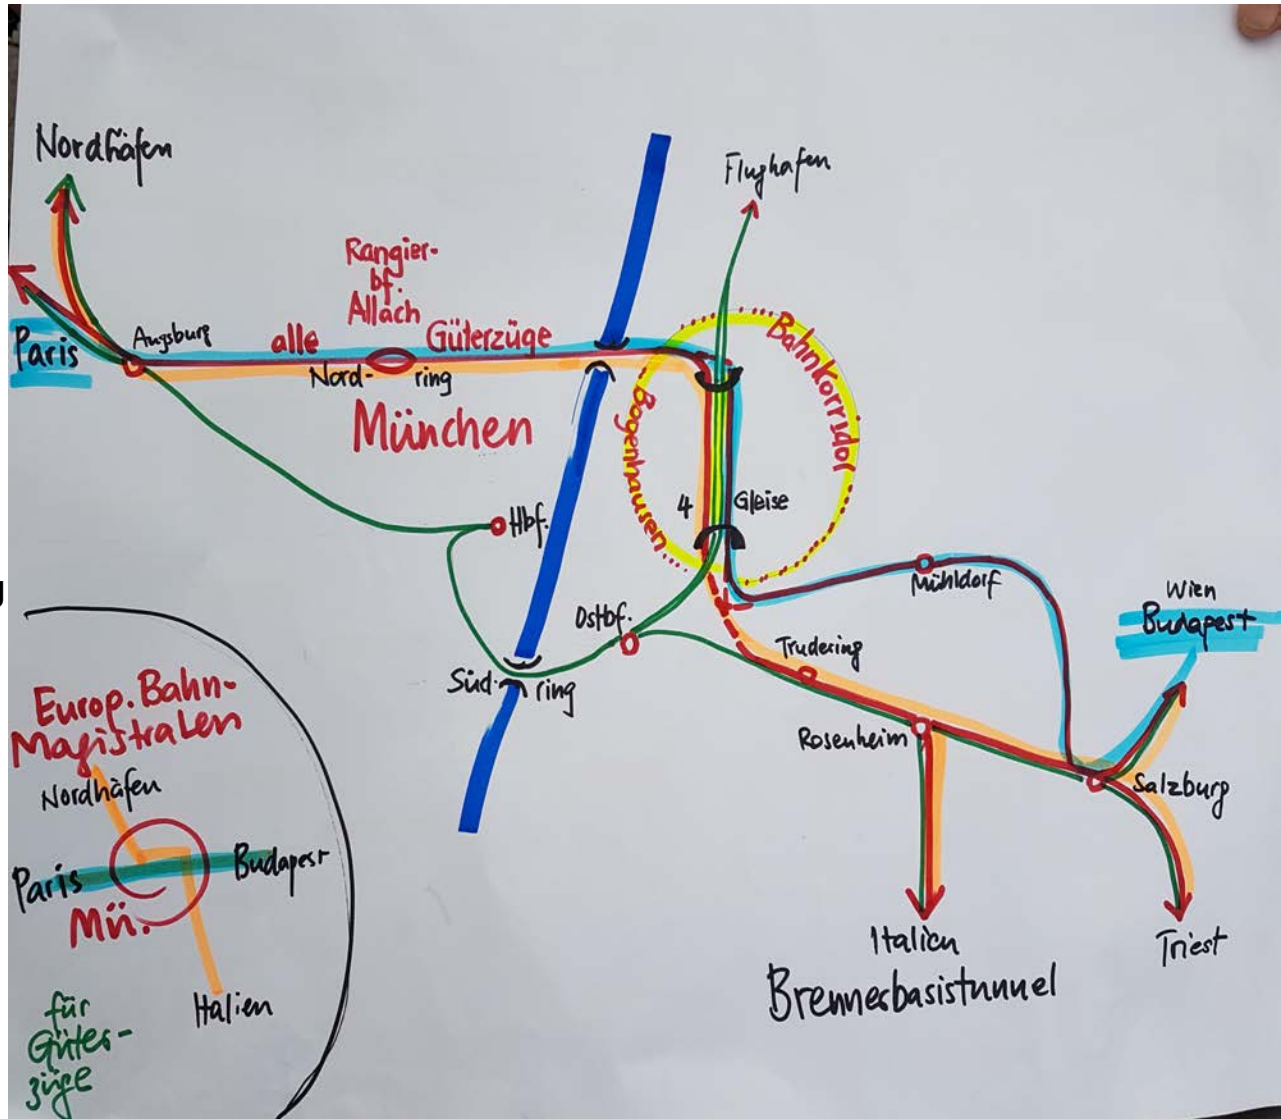 Nordhäfen
Flughafen
Rangier-
bf.
Allach
Paris
Augsburg
alle
Güterzüge
Nord-
ring
München
Bahnkorridor
Bogenhausen
4
Gleise
Hbf.
Ostbf.
Süd-
ring
Mühldorf
Trudering
Rosenheim
Wien
Budapest
Salzburg
Italien
Brennerbasistunnel
Triest
Europ. Bahn-
Magistralen
Nordhäfen
Paris
Budapest
Mü.
Italien
für
Güter-
züge
g